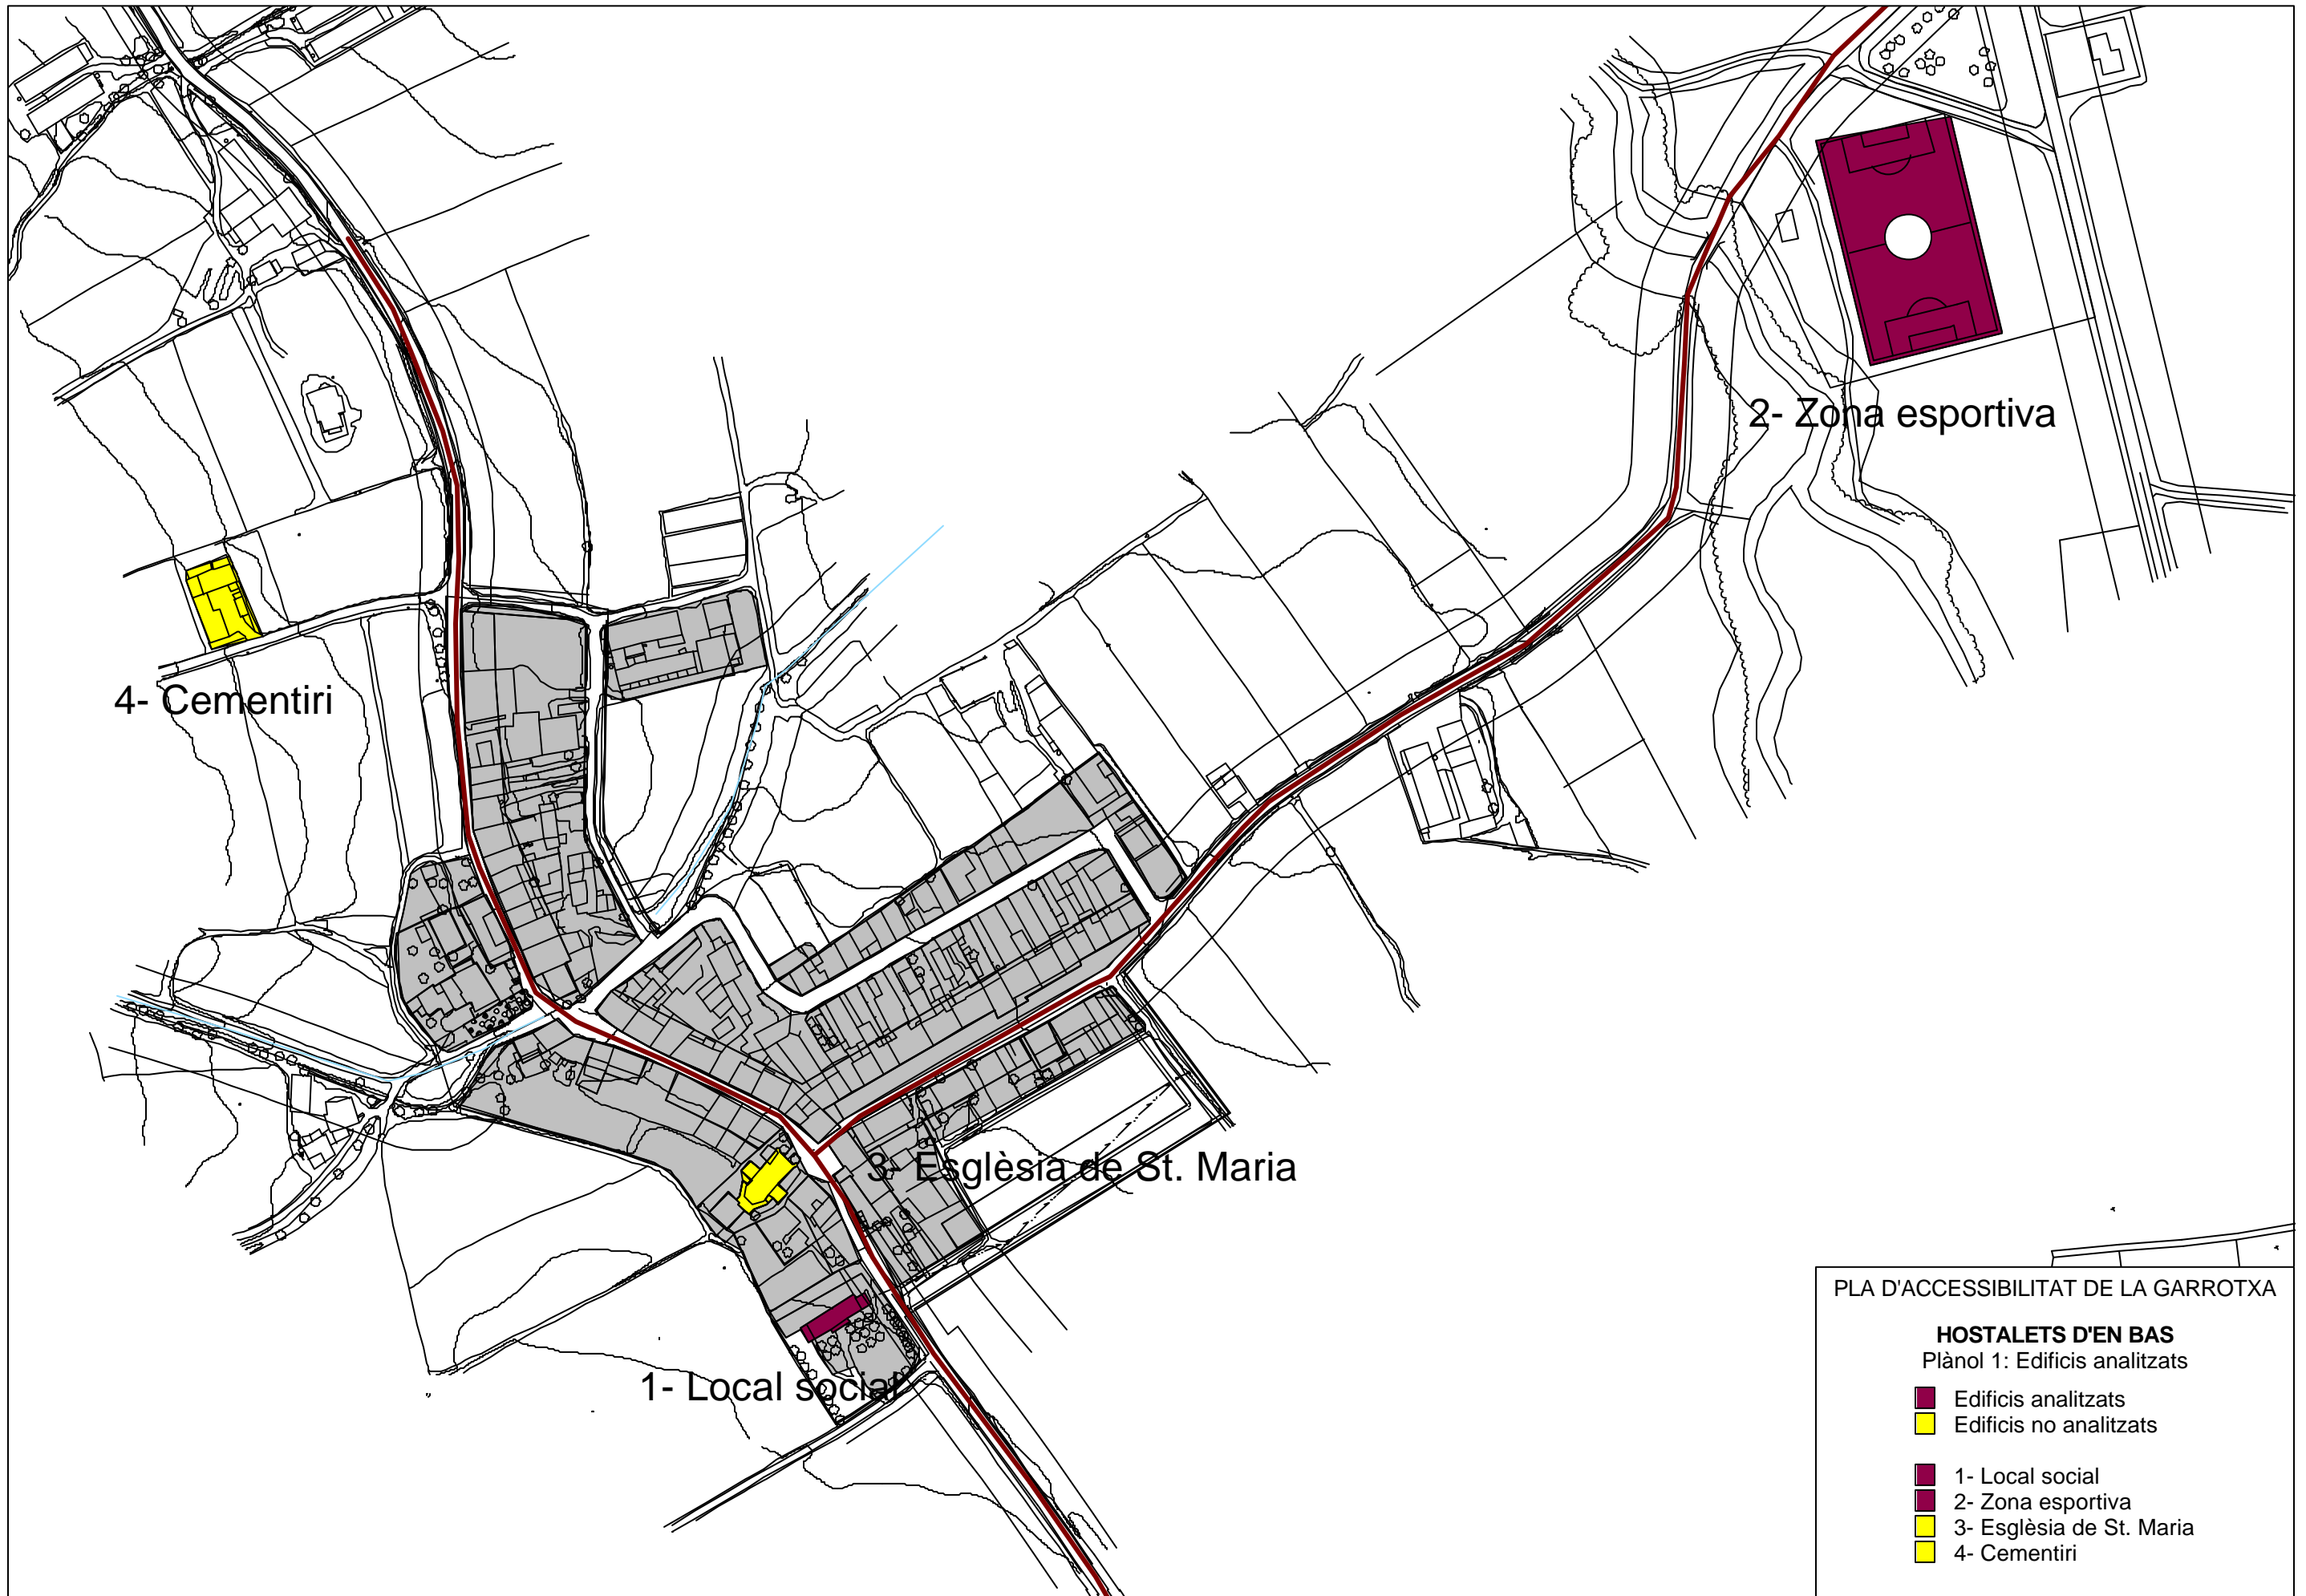 2- Zona esportiva
4- Cementiri
3- Esglèsia de St. Maria
1- Local social
PLA D'ACCESSIBILITAT DE LA GARROTXA
HOSTALETS D'EN BAS
Plànol 1: Edificis analitzats
Edificis analitzats
Edificis no analitzats
1- Local social
2- Zona esportiva
3- Esglèsia de St. Maria
4- Cementiri